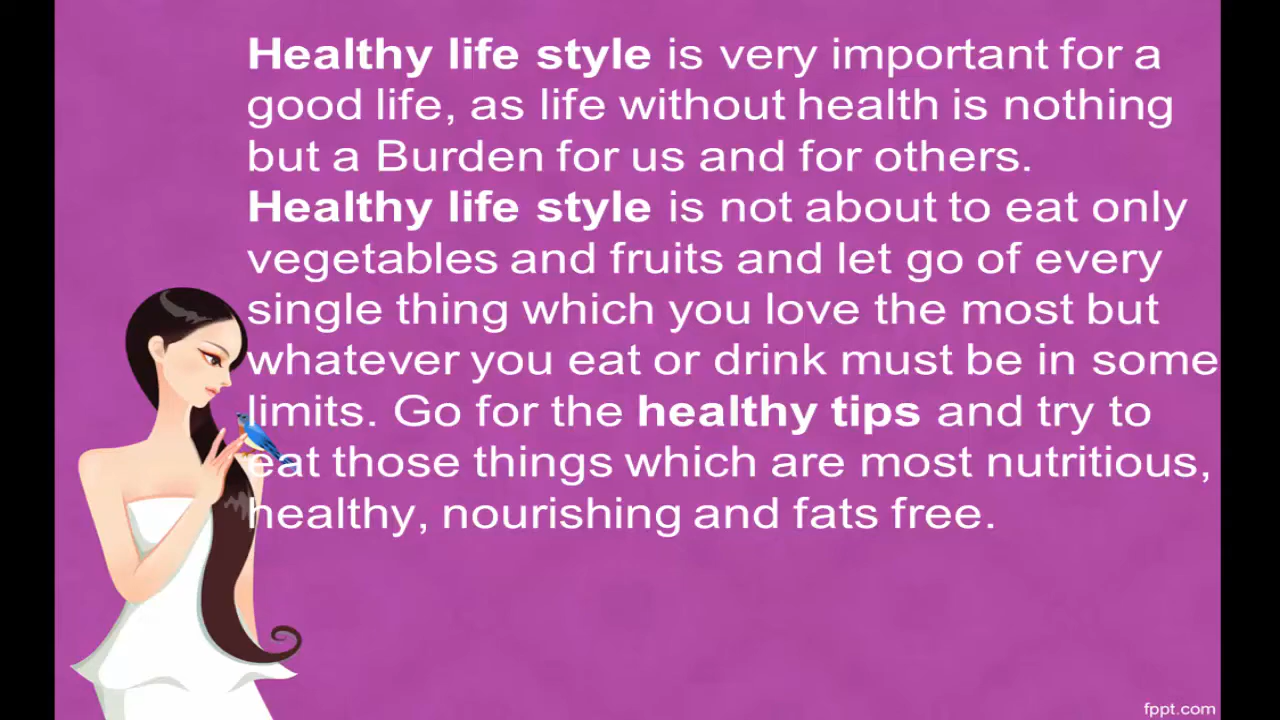 Healthy life style is very important for a
good life, as life without health is nothing
but a Burden for us and for others.
Healthy life style is not about to eat only
vegetables and fruits and let go of every
single thing which you love the most but
whatever you eat or drink must be in some
limits. Go for the healthy tips and try to
eat those things which are most nutritious,
healthy, nourishing and fats free.
fppt.com